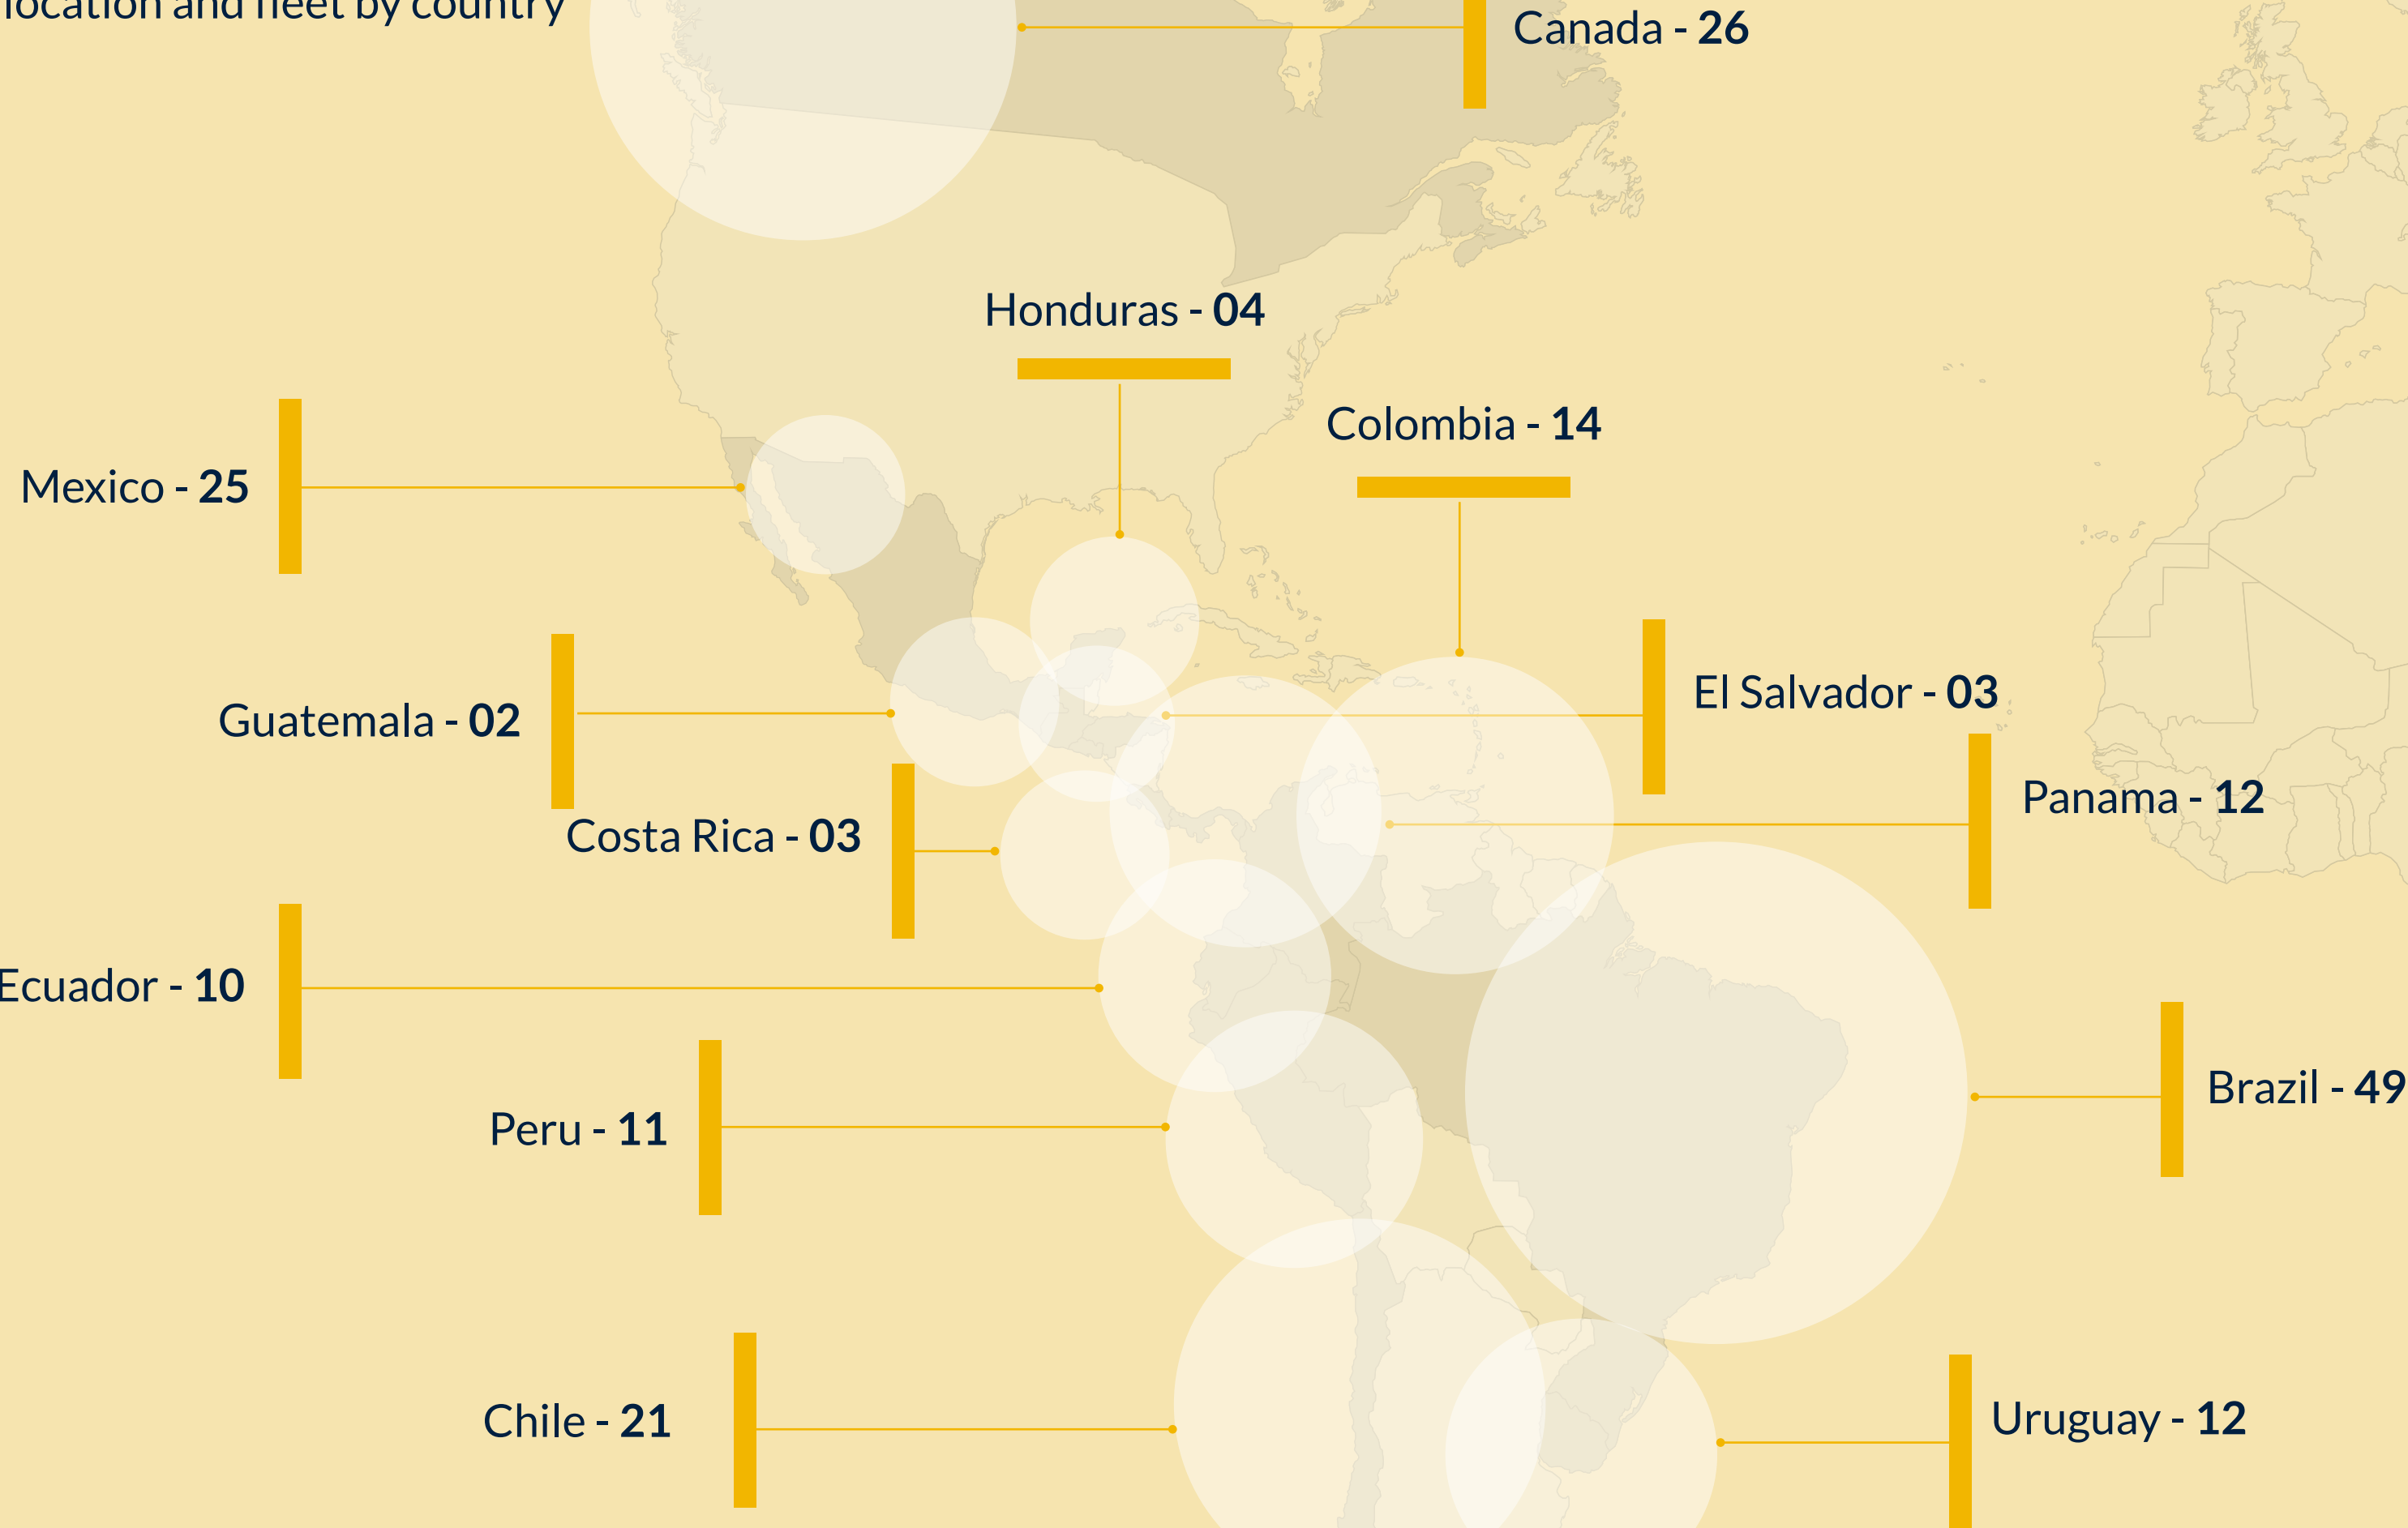 location and fleet by country
Canada - 26
Honduras - 04
Colombia - 14
Mexico - 25
El Salvador - 03
Guatemala - 02
Panama - 12
Costa Rica - 03
Ecuador - 10
Brazil - 49
Peru - 11
Chile - 21
Uruguay - 12